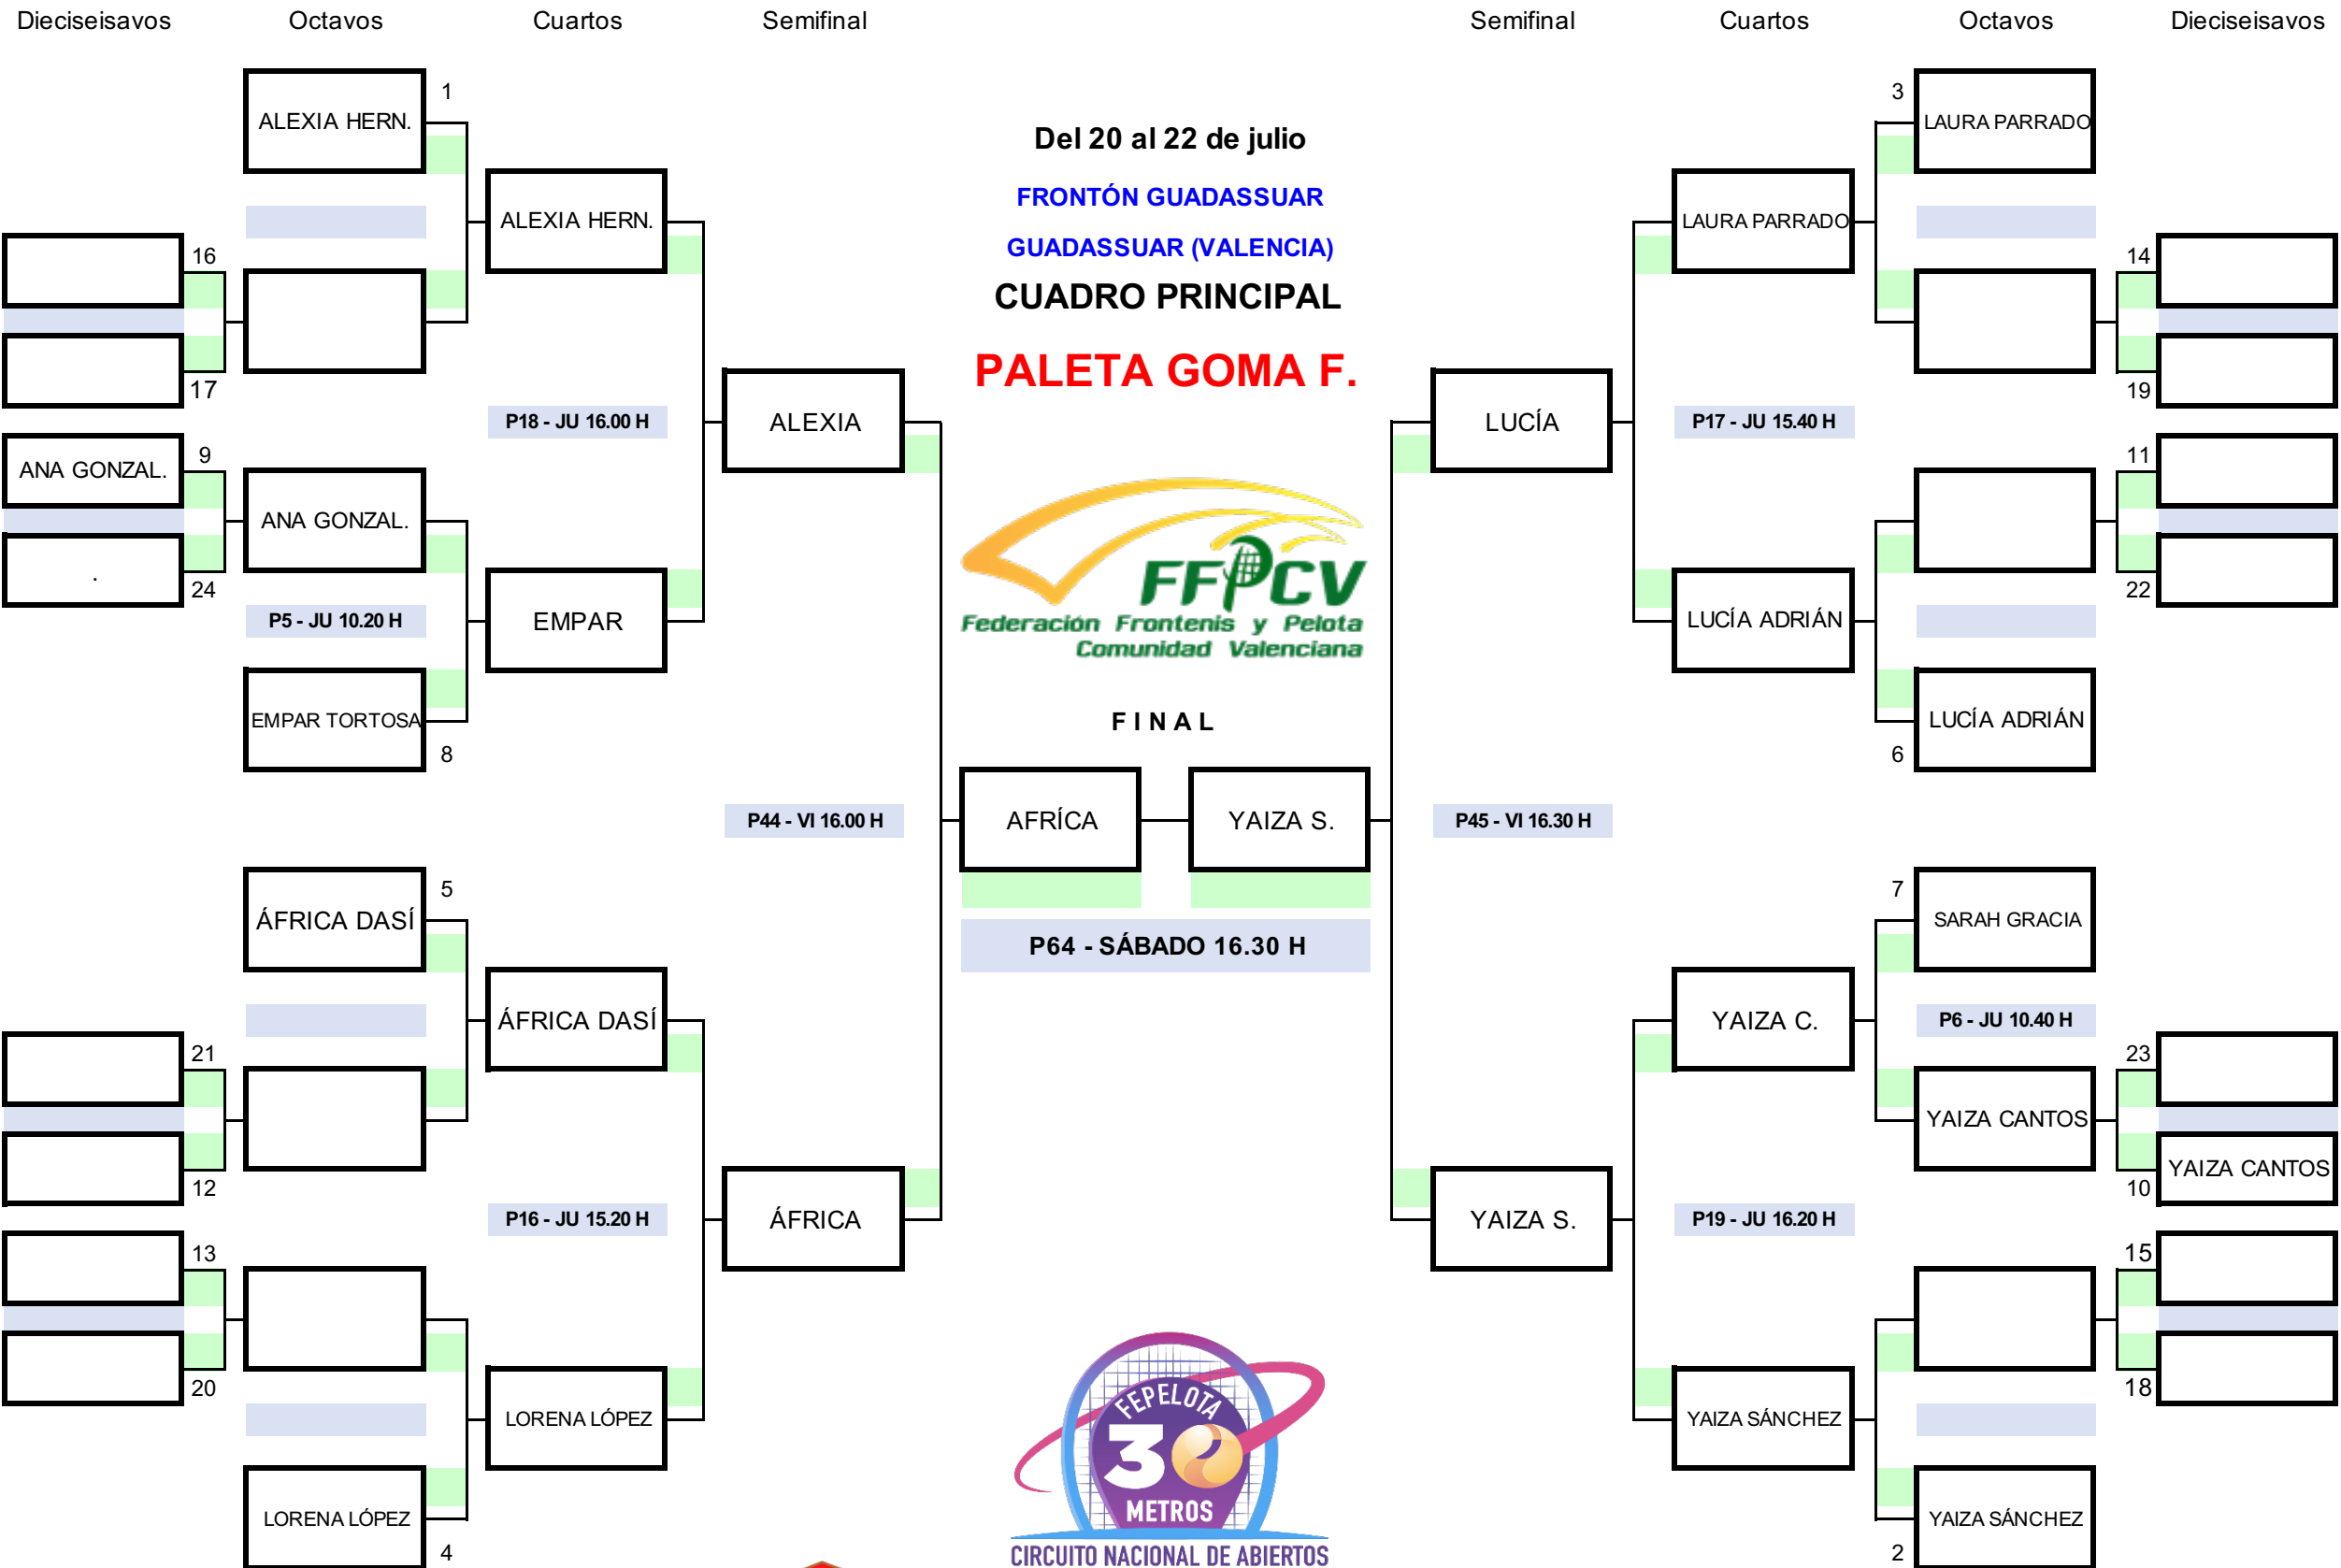 Dieciseisavos
Octavos
Cuartos
Semifinal
Semifinal
Cuartos
Octavos
Dieciseisavos
1
ALEXIA HERN.
ALEXIA HERN.
16
17
P18 - JU 16.00 H
ALEXIA
ANA GONZAL.
9
.
24
ANA GONZAL.
P5 - JU 10.20 H
EMPAR
EMPAR TORTOSA
8
P44 - VI 16.00 H
5
ÁFRICA DASÍ
ÁFRICA DASÍ
21
12
P16 - JU 15.20 H
ÁFRICA
13
20
LORENA LÓPEZ
LORENA LÓPEZ
4
Del 20 al 22 de julio
FRONTÓN GUADASSUAR
GUADASSUAR (VALENCIA)
CUADRO PRINCIPAL
PALETA GOMA F.
FFPCV
Federación Frontenis y Pelota
Comunidad Valenciana
F I N A L
AFRÍCA
YAIZA S.
P64 - SÁBADO 16.30 H
FEPELOTA
30
METROS
CIRCUITO NACIONAL DE ABIERTOS
3
LAURA PARRADO
LAURA PARRADO
14
19
LUCÍA
P17 - JU 15.40 H
11
22
LUCÍA ADRIÁN
LUCÍA ADRIÁN
6
P45 - VI 16.30 H
7
SARAH GRACIA
YAIZA C.
P6 - JU 10.40 H
23
YAIZA CANTOS
YAIZA CANTOS
10
YAIZA S.
P19 - JU 16.20 H
15
18
YAIZA SÁNCHEZ
YAIZA SÁNCHEZ
2